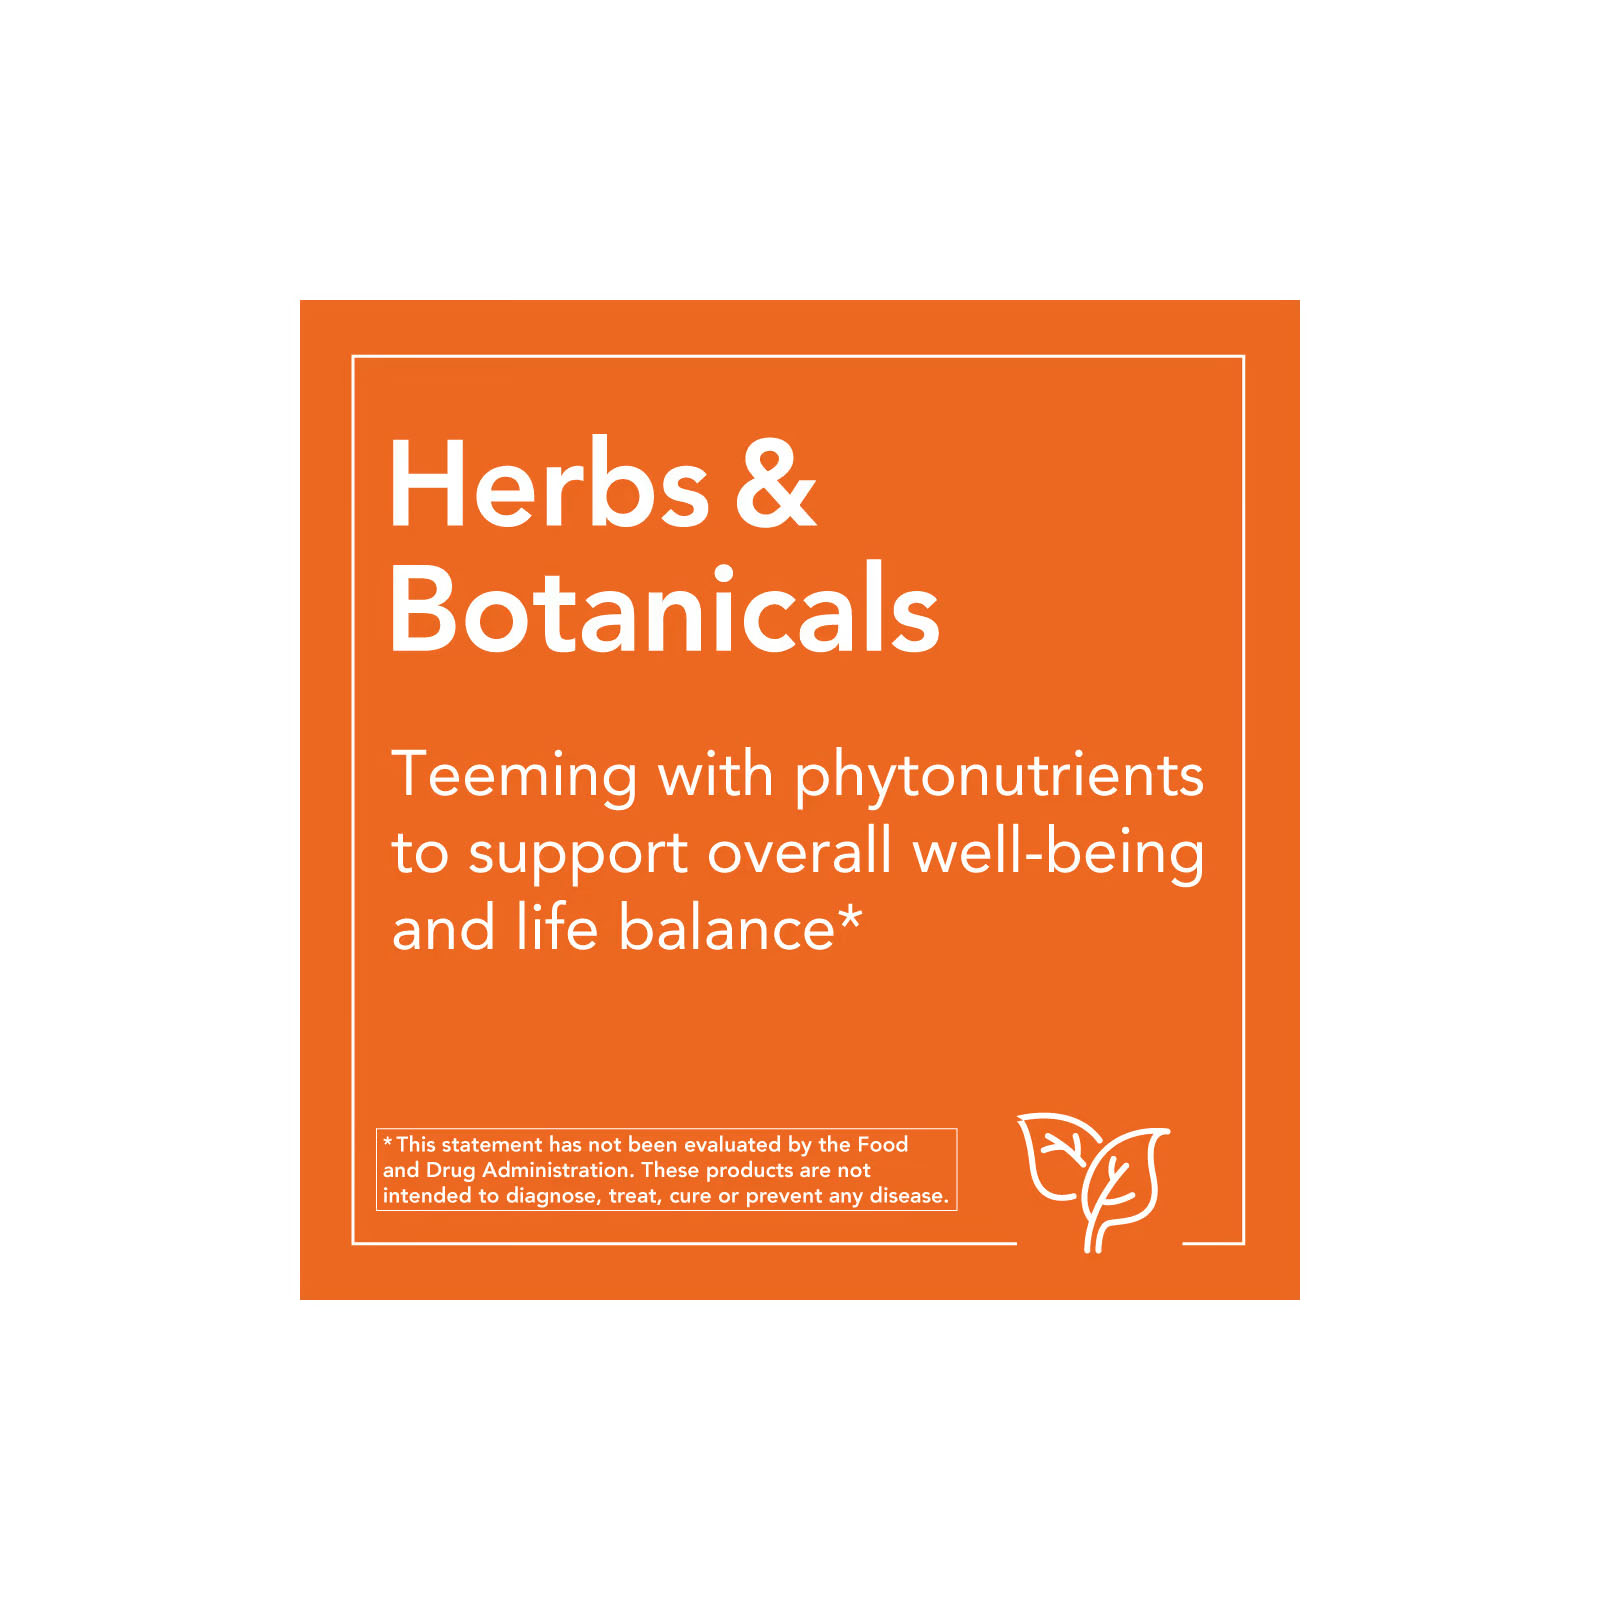 Herbs &
Botanicals
Teeming with phytonutrients
to support overall well-being
and life balance*
* This statement has not been evaluated by the Food
and Drug Administration. These products are not
intended to diagnose, treat, cure or prevent any disease.